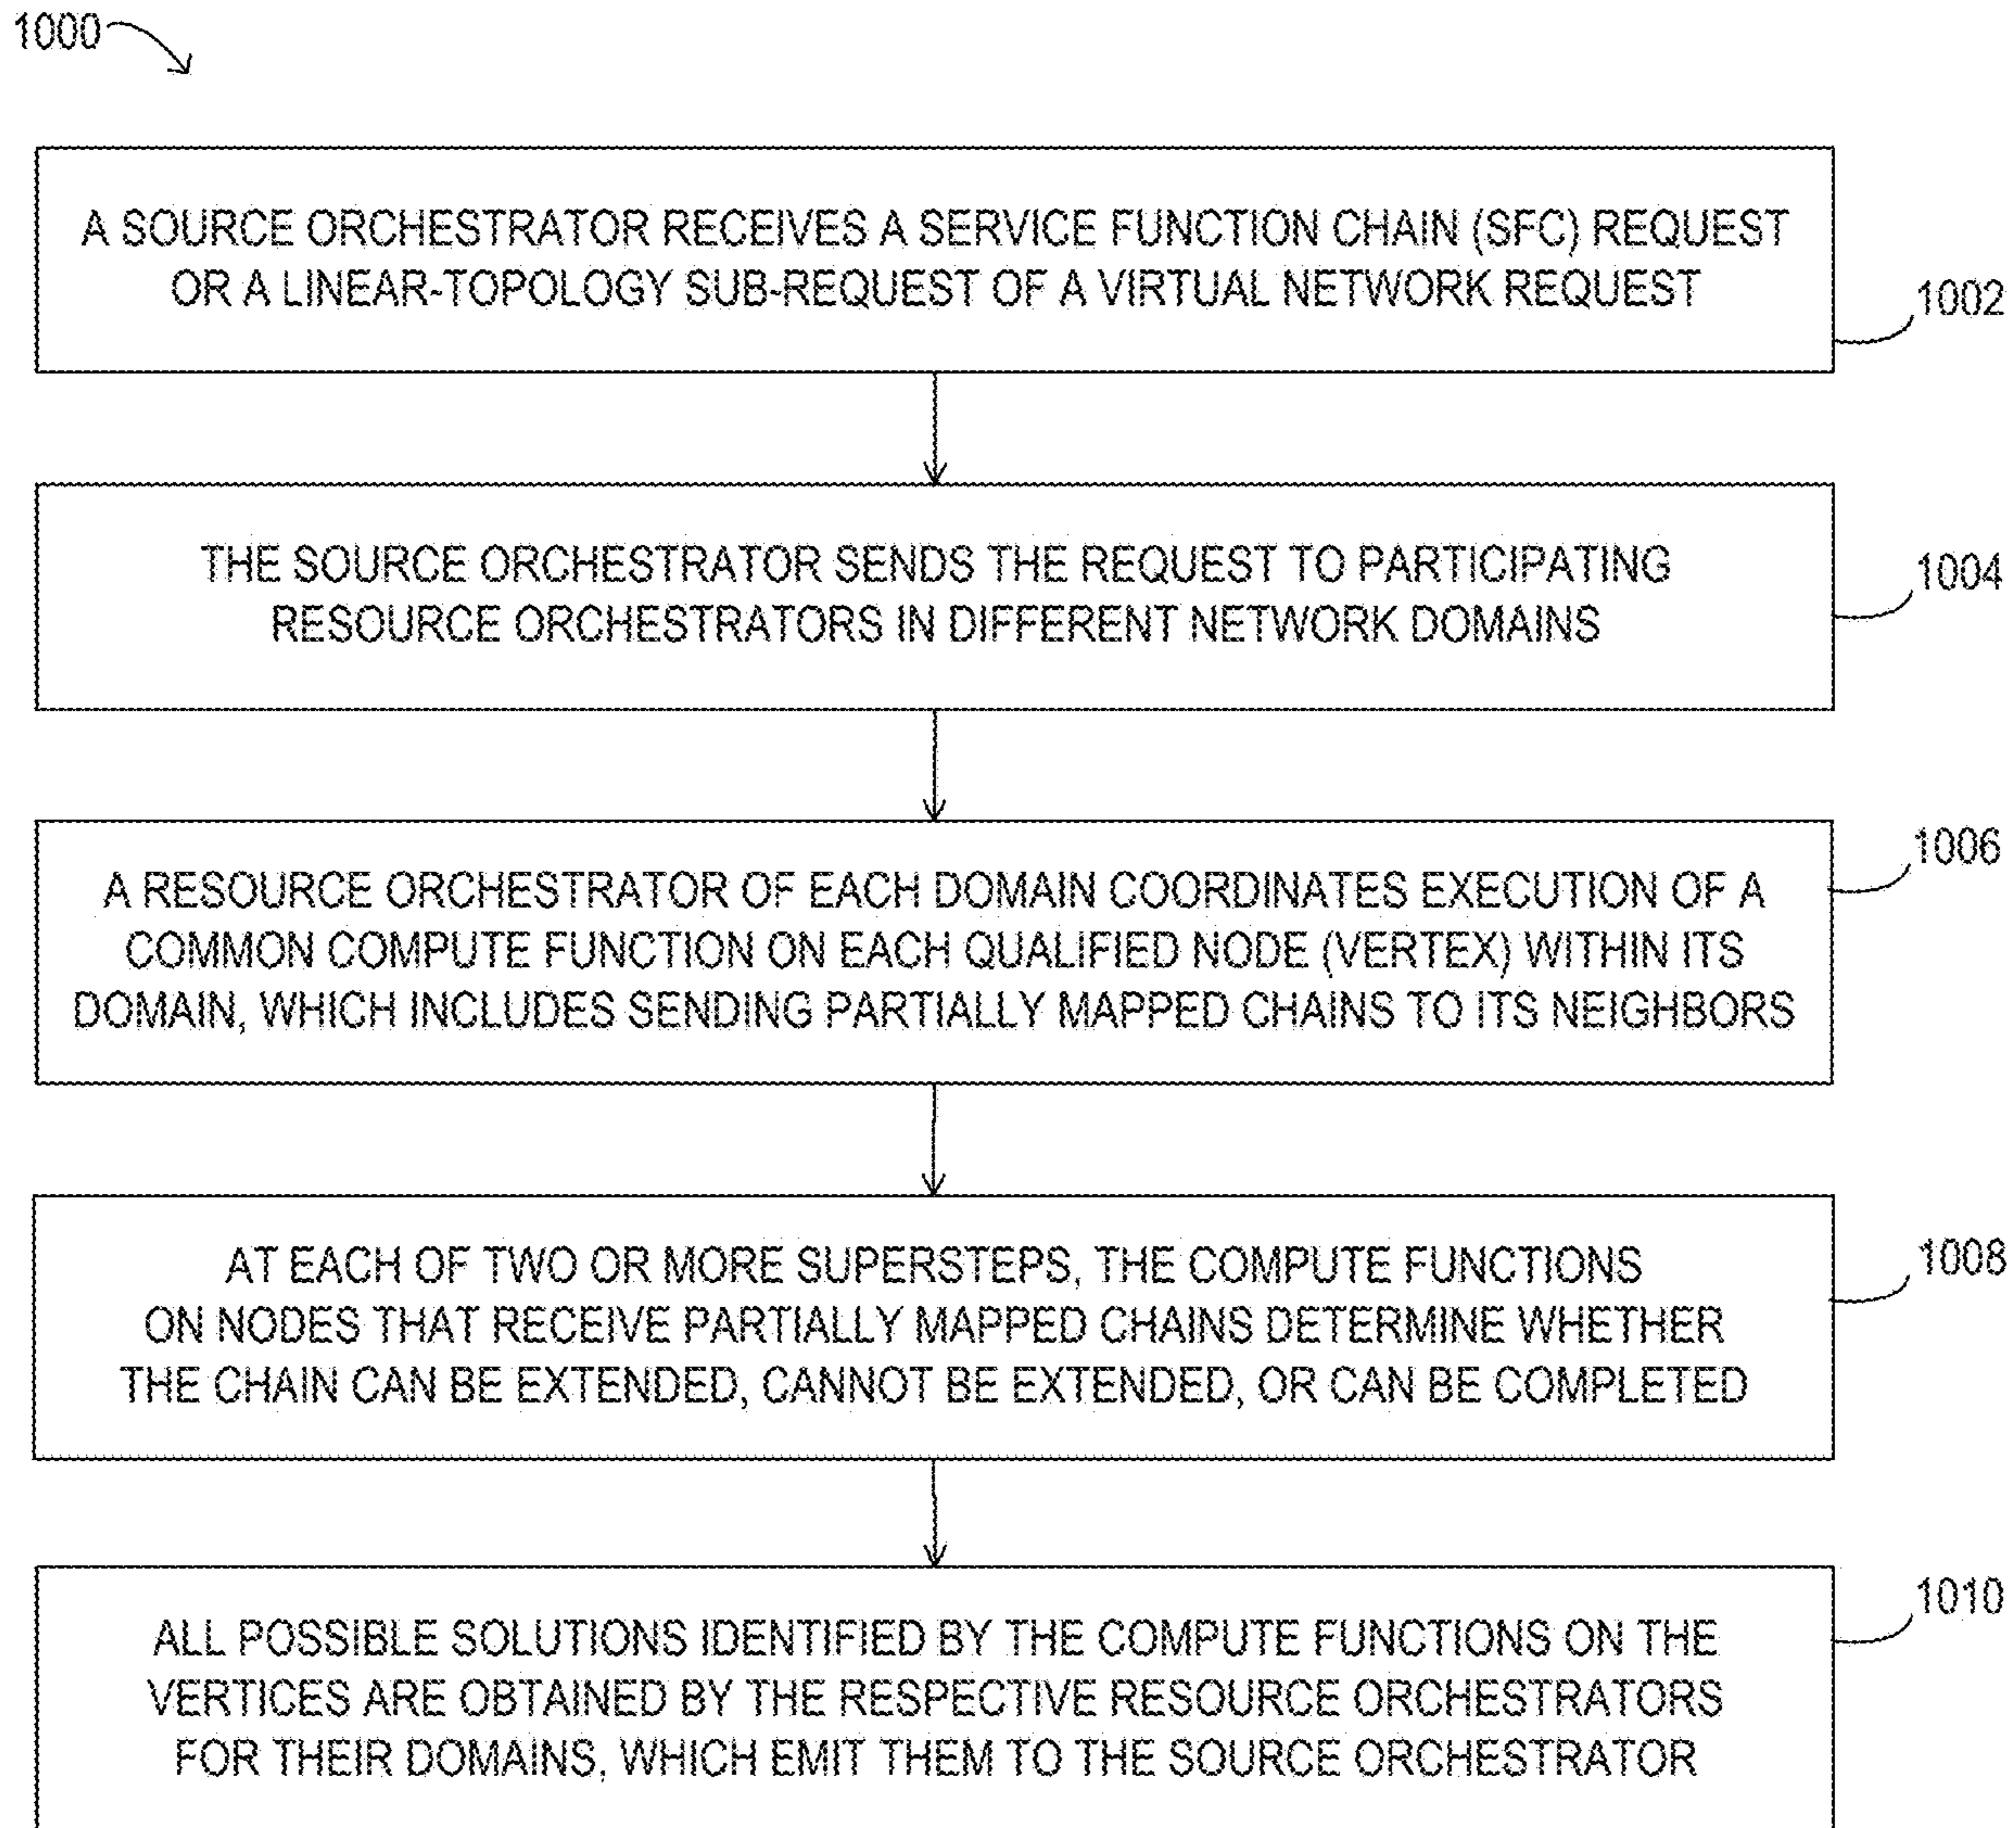 1000
A SOURCE ORCHESTRATOR RECEIVES A SERVICE FUNCTION CHAIN (SFC) REQUEST
OR A LINEAR-TOPOLOGY SUB-REQUEST OF A VIRTUAL NETWORK REQUEST
1002
THE SOURCE ORCHESTRATOR SENDS THE REQUEST TO PARTICIPATING
RESOURCE ORCHESTRATORS IN DIFFERENT NETWORK DOMAINS
1004
A RESOURCE ORCHESTRATOR OF EACH DOMAIN COORDINATES EXECUTION OF A
COMMON COMPUTE FUNCTION ON EACH QUALIFIED NODE (VERTEX) WITHIN ITS
DOMAIN, WHICH INCLUDES SENDING PARTIALLY MAPPED CHAINS TO ITS NEIGHBORS
1006
AT EACH OF TWO OR MORE SUPERSTEPS, THE COMPUTE FUNCTIONS
ON NODES THAT RECEIVE PARTIALLY MAPPED CHAINS DETERMINE WHETHER
THE CHAIN CAN BE EXTENDED, CANNOT BE EXTENDED, OR CAN BE COMPLETED
1008
ALL POSSIBLE SOLUTIONS IDENTIFIED BY THE COMPUTE FUNCTIONS ON THE
VERTICES ARE OBTAINED BY THE RESPECTIVE RESOURCE ORCHESTRATORS
FOR THEIR DOMAINS, WHICH EMIT THEM TO THE SOURCE ORCHESTRATOR
1010